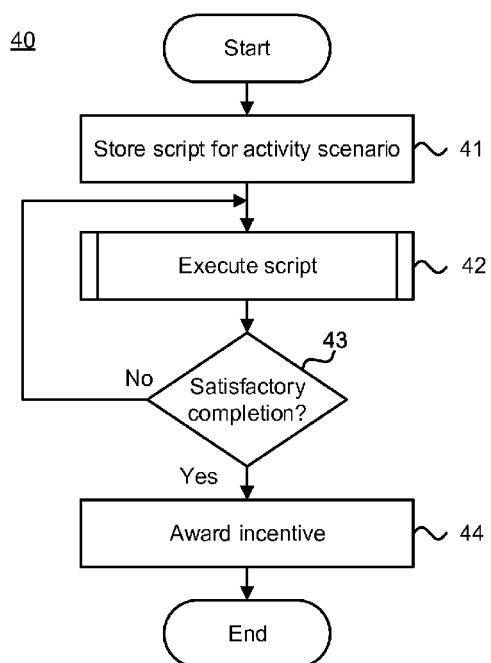 40
Start
Store script for activity scenario
41
Execute script
42
43
No
Satisfactory
completion?
Yes
Award incentive
44
End